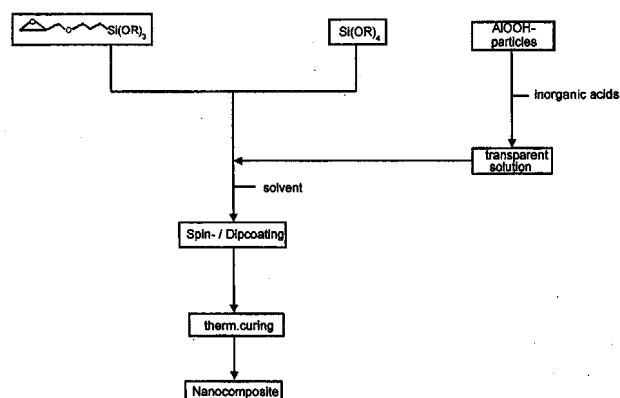 O
O Si(OR)3
Si(OR)4
AlOOH-
particles
inorganic acids
transparent
solution
solvent
Spin- / Dipcoating
therm.curing
Nanocomposite